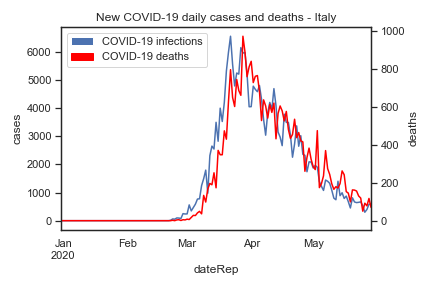 New COVID-19 daily cases and deaths - Italy
COVID-19 infections
COVID-19 deaths
cases
6000
5000
4000
3000
2000
1000
0
deaths
1000
800
600
400
200
0
Jan Feb Mar Apr May
2020
dateRep